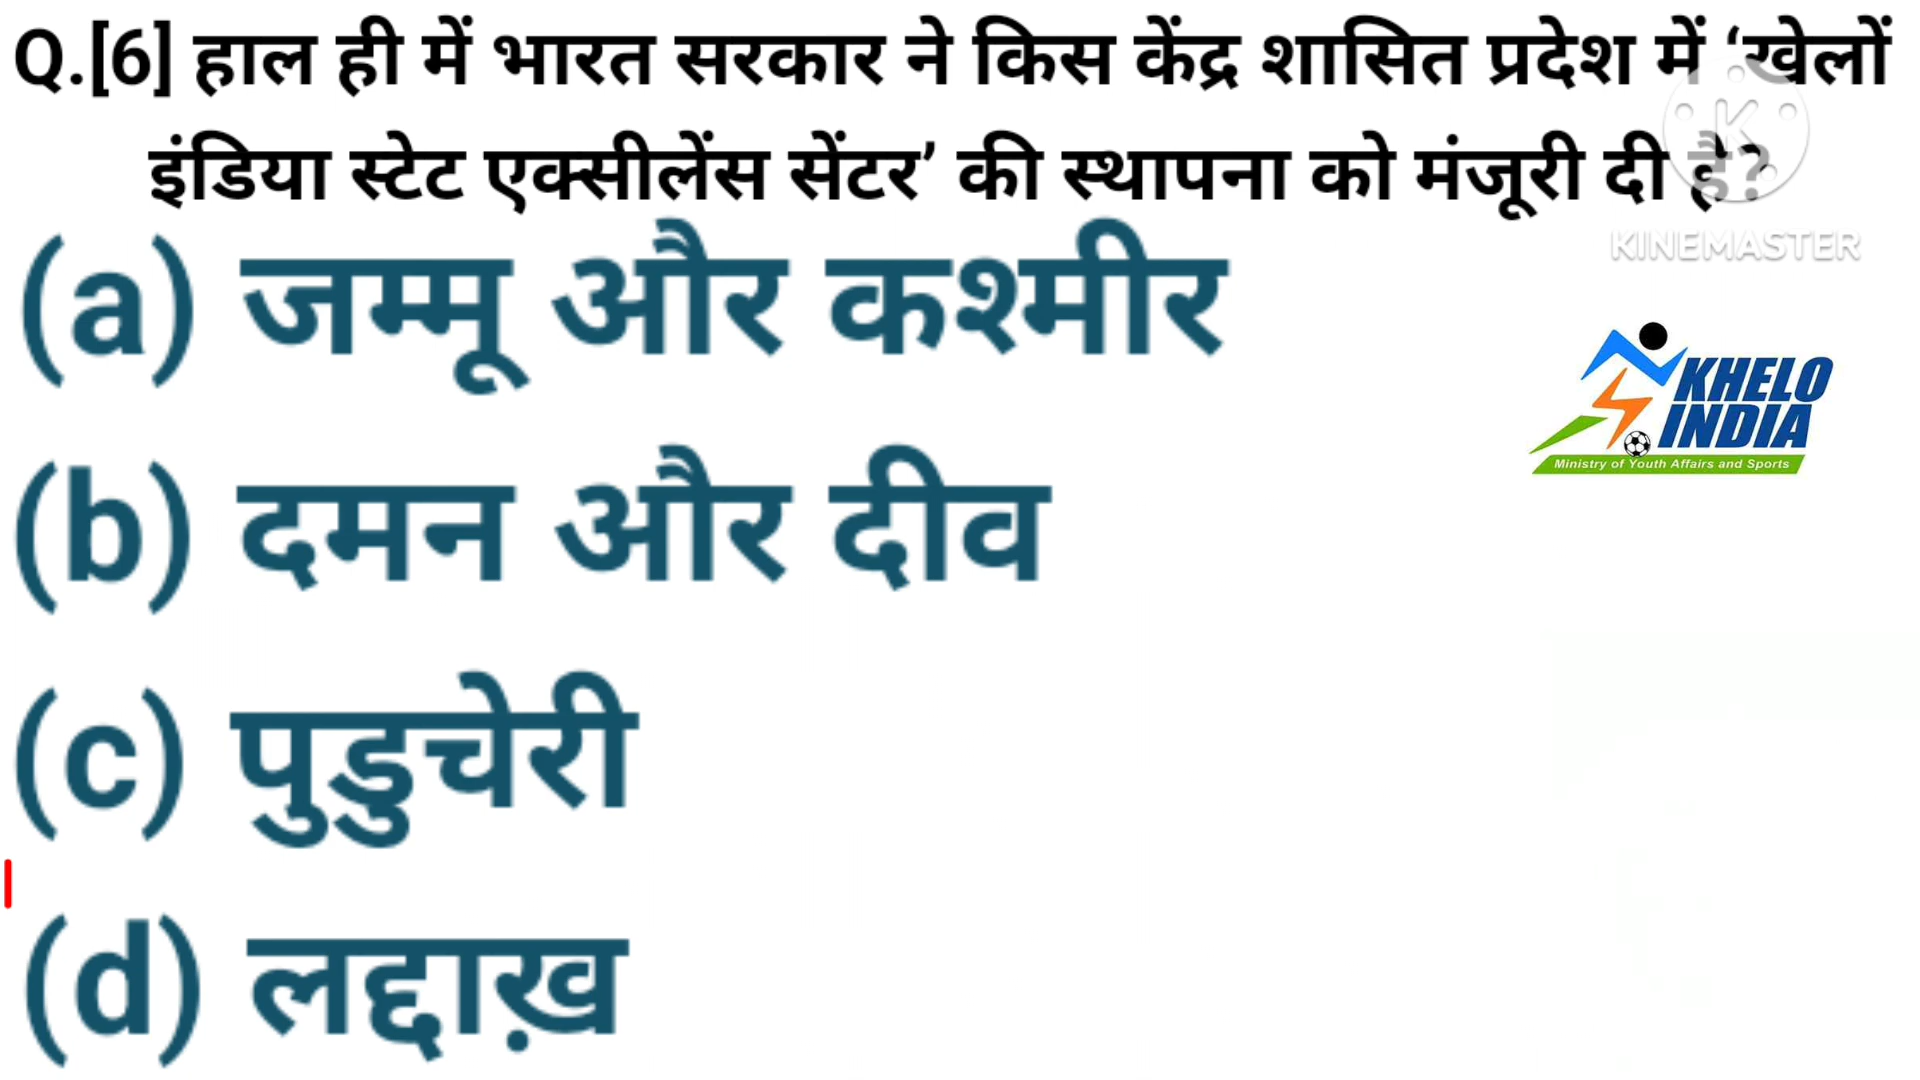 Q.[6] हाल ही में भारत सरकार ने किस केंद्र शासित प्रदेश में ‘खेलों
इंडिया स्टेट एक्सीलेंस सेंटर’ की स्थापना को मंजूरी दी है?
K
KINEMASTER
(a) जम्मू और कश्मीर
KHELO
INDIA
Ministry of Youth Affairs and Sports
(b) दमन और दीव
(c) पुडुचेरी
(d) लद्दाख़